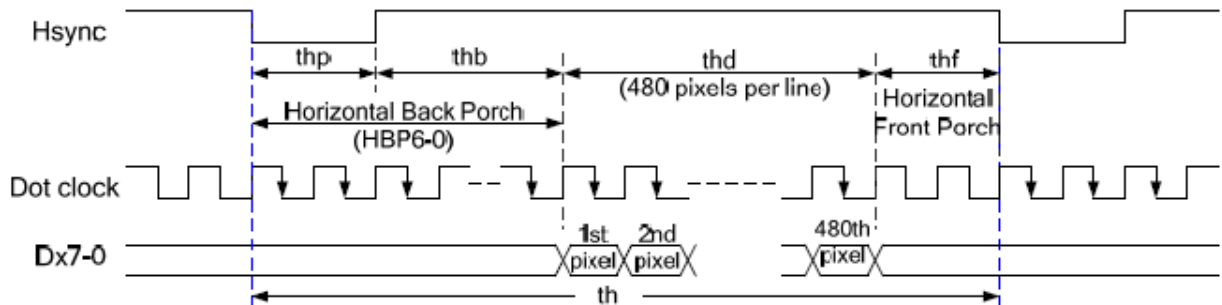 Hsync
thp
thb
thd
(480 pixels per line)
thf
Horizontal Back Porch
(HBP6-0)
Horizontal
Front Porch
Dot clock
Dx7-0
1st
pixel
2nd
pixel
480th
pixel
th